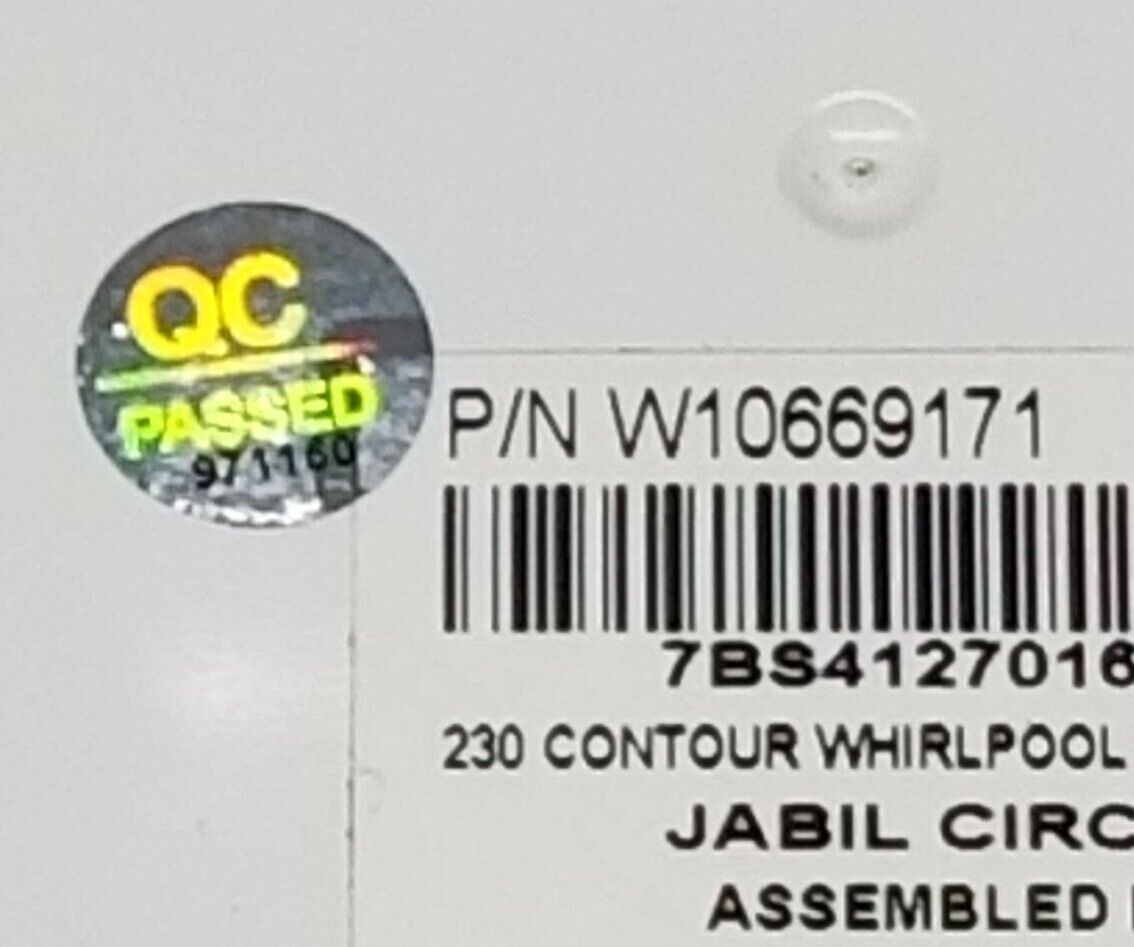 QC
PASSED
971160
P/N W10669171
7BS4127016
230 CONTOUR WHIRLPOOL
JABIL CIRC
ASSEMBLED